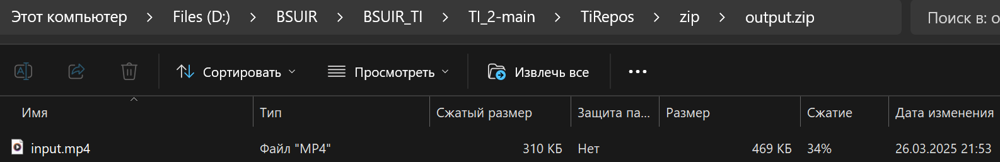 Этот компьютер > Files (D:) > BSUIR > BSUIR_TI > TI_2-main > TiRepos > zip > output.zip Поиск в: o
Сортировать Просмотреть Извлечь все
Имя Тип Сжатый размер Защита па... Размер Сжатие Дата изменения
input.mp4 Файл "MP4" 310 КБ Нет 469 КБ 34% 26.03.2025 21:53